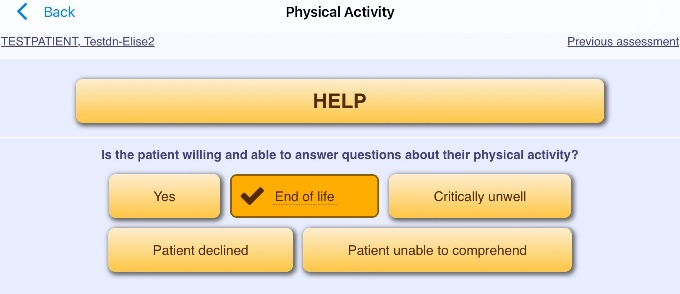 Back
Physical Activity
TESTPATIENT, Testdn-Elise2
Previous assessment
HELP
Is the patient willing and able to answer questions about their physical activity?
Yes
End of life
Critically unwell
Patient declined
Patient unable to comprehend